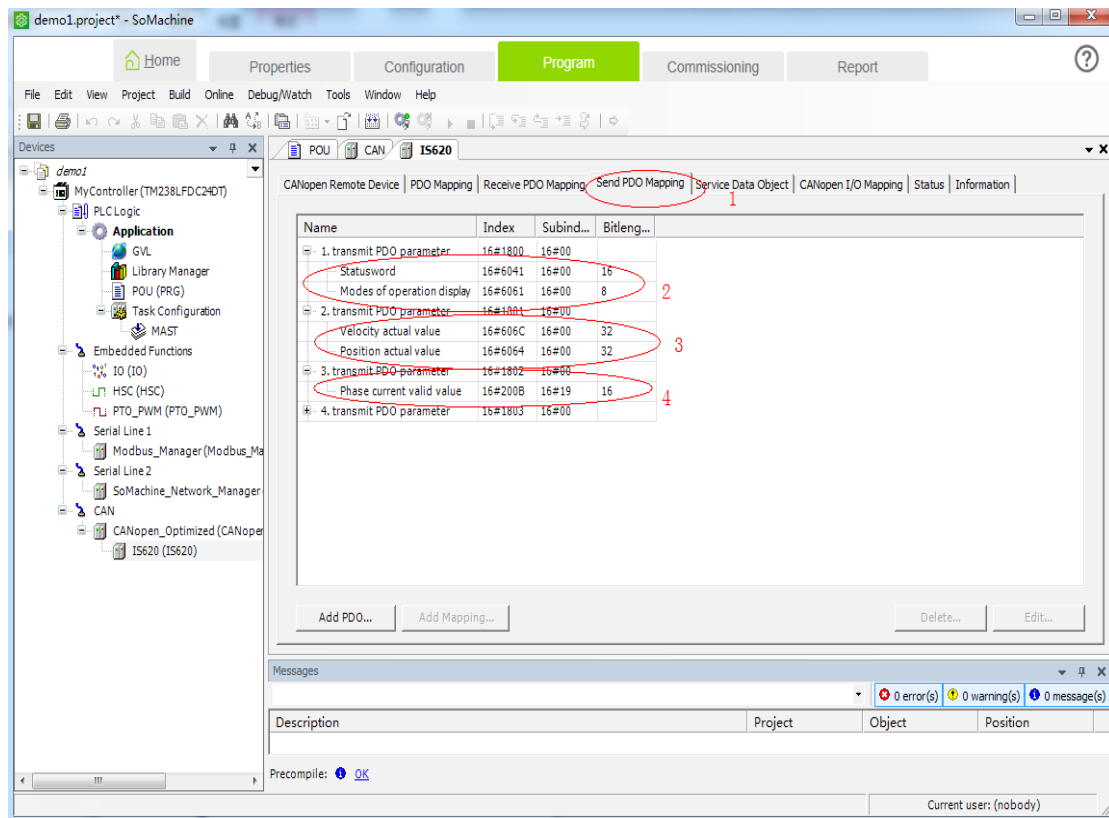 demo1.project* - SoMachine
Home
Properties
Configuration
Program
Commissioning
Report
File Edit View Project Build Online Debug/Watch Tools Window Help
Devices
POU
CAN
IS620
demo1
MyController (TM238LFDC24DT)
PLC Logic
Application
GVL
Library Manager
POU (PRG)
Task Configuration
MAST
Embedded Functions
IO (IO)
HSC (HSC)
PTO_PWM (PTO_PWM)
Serial Line 1
Modbus_Manager (Modbus_Ma
Serial Line 2
SoMachine_Network_Manager
CAN
CANopen_Optimized (CANoper
IS620 (IS620)
CANopen Remote Device PDO Mapping Receive PDO Mapping Send PDO Mapping Service Data Object CANopen I/O Mapping Status Information
1
Name Index Subind... Bitleng...
1. transmit PDO parameter 16#1800 16#00
Statusword 16#6041 16#00 16
Modes of operation display 16#6061 16#00 8
2
2. transmit PDO parameter 16#1801 16#00
Velocity actual value 16#606C 16#00 32
Position actual value 16#6064 16#00 32
3
3. transmit PDO parameter 16#1802 16#00
Phase current valid value 16#200B 16#19 16
4
4. transmit PDO parameter 16#1803 16#00
Add PDO... Add Mapping... Delete... Edit...
Messages
0 error(s) 0 warning(s) 0 message(s)
Description Project Object Position
Precompile: OK
Current user: (nobody)